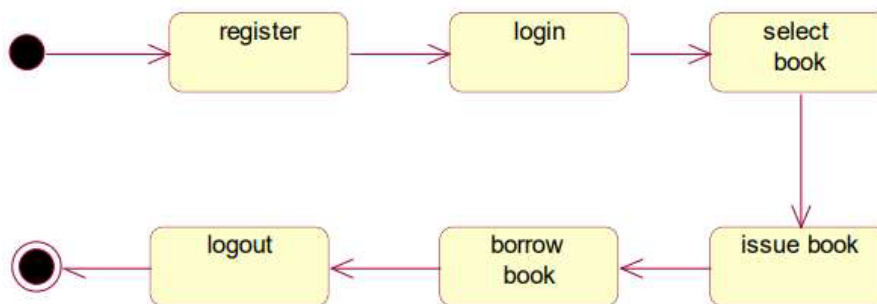 register
login
select
book
logout
borrow
book
issue book